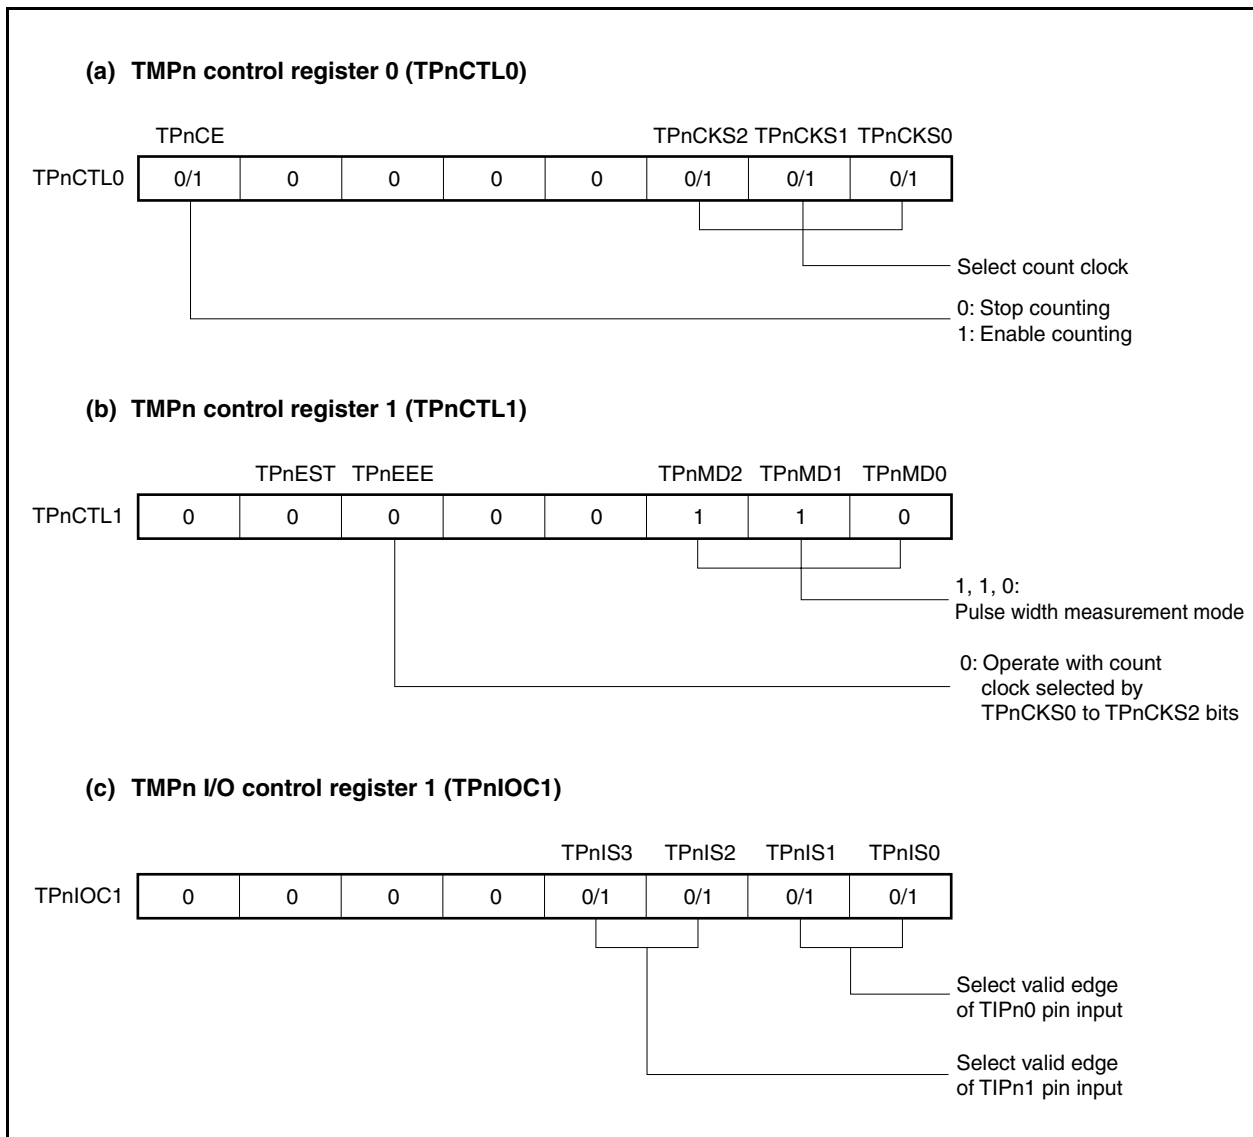 (a) TMPn control register 0 (TPnCTL0)
TPnCE TPnCKS2 TPnCKS1 TPnCKS0
TPnCTL0 0/1 0 0 0 0 0/1 0/1 0/1
Select count clock
0: Stop counting
1: Enable counting
(b) TMPn control register 1 (TPnCTL1)
TPnEST TPnEEE TPnMD2 TPnMD1 TPnMD0
TPnCTL1 0 0 0 0 0 1 1 0
1, 1, 0:
Pulse width measurement mode
0: Operate with count
clock selected by
TPnCKS0 to TPnCKS2 bits
(c) TMPn I/O control register 1 (TPnIOC1)
TPnIS3 TPnIS2 TPnIS1 TPnIS0
TPnIOC1 0 0 0 0 0/1 0/1 0/1 0/1
Select valid edge
of TIPn0 pin input
Select valid edge
of TIPn1 pin input